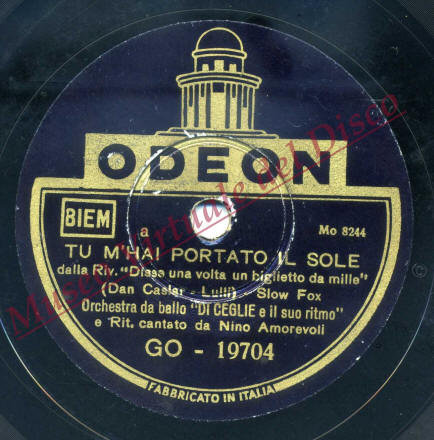 ODEON
BIEM
a
Mo 8244
TU M'HAI PORTATO IL SOLE
dalla Riv. "Disse una volta un biglietto da mille"
(Dan Caslar - Lulli) - Slow Fox
Orchestra da ballo "DI CEGLIE e il suo ritmo"
e Rit. cantato da Nino Amorevoli
GO - 19704
FABBRICATO IN ITALIA
Museo Virtuale del Disco